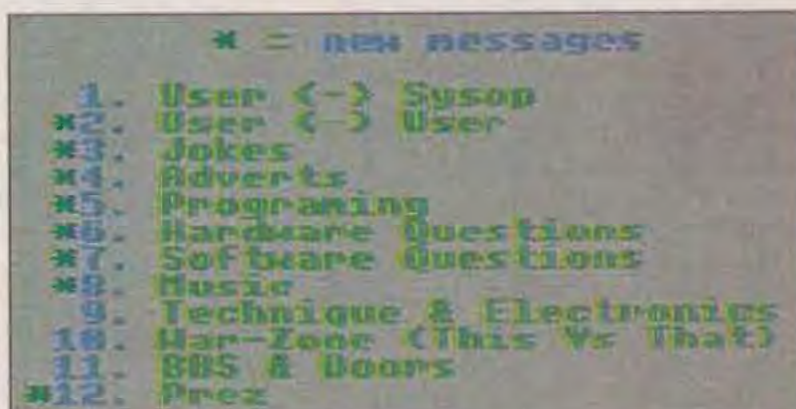 * = new messages
1. User <-> Sysop
*2. User <-> User
*3. Jokes
*4. Adverts
*5. Programing
*6. Hardware Questions
*7. Software Questions
*8. Music
9. Technique & Electronics
10. War-Zone (This Vs That)
11. BBS & Doors
*12. Prez